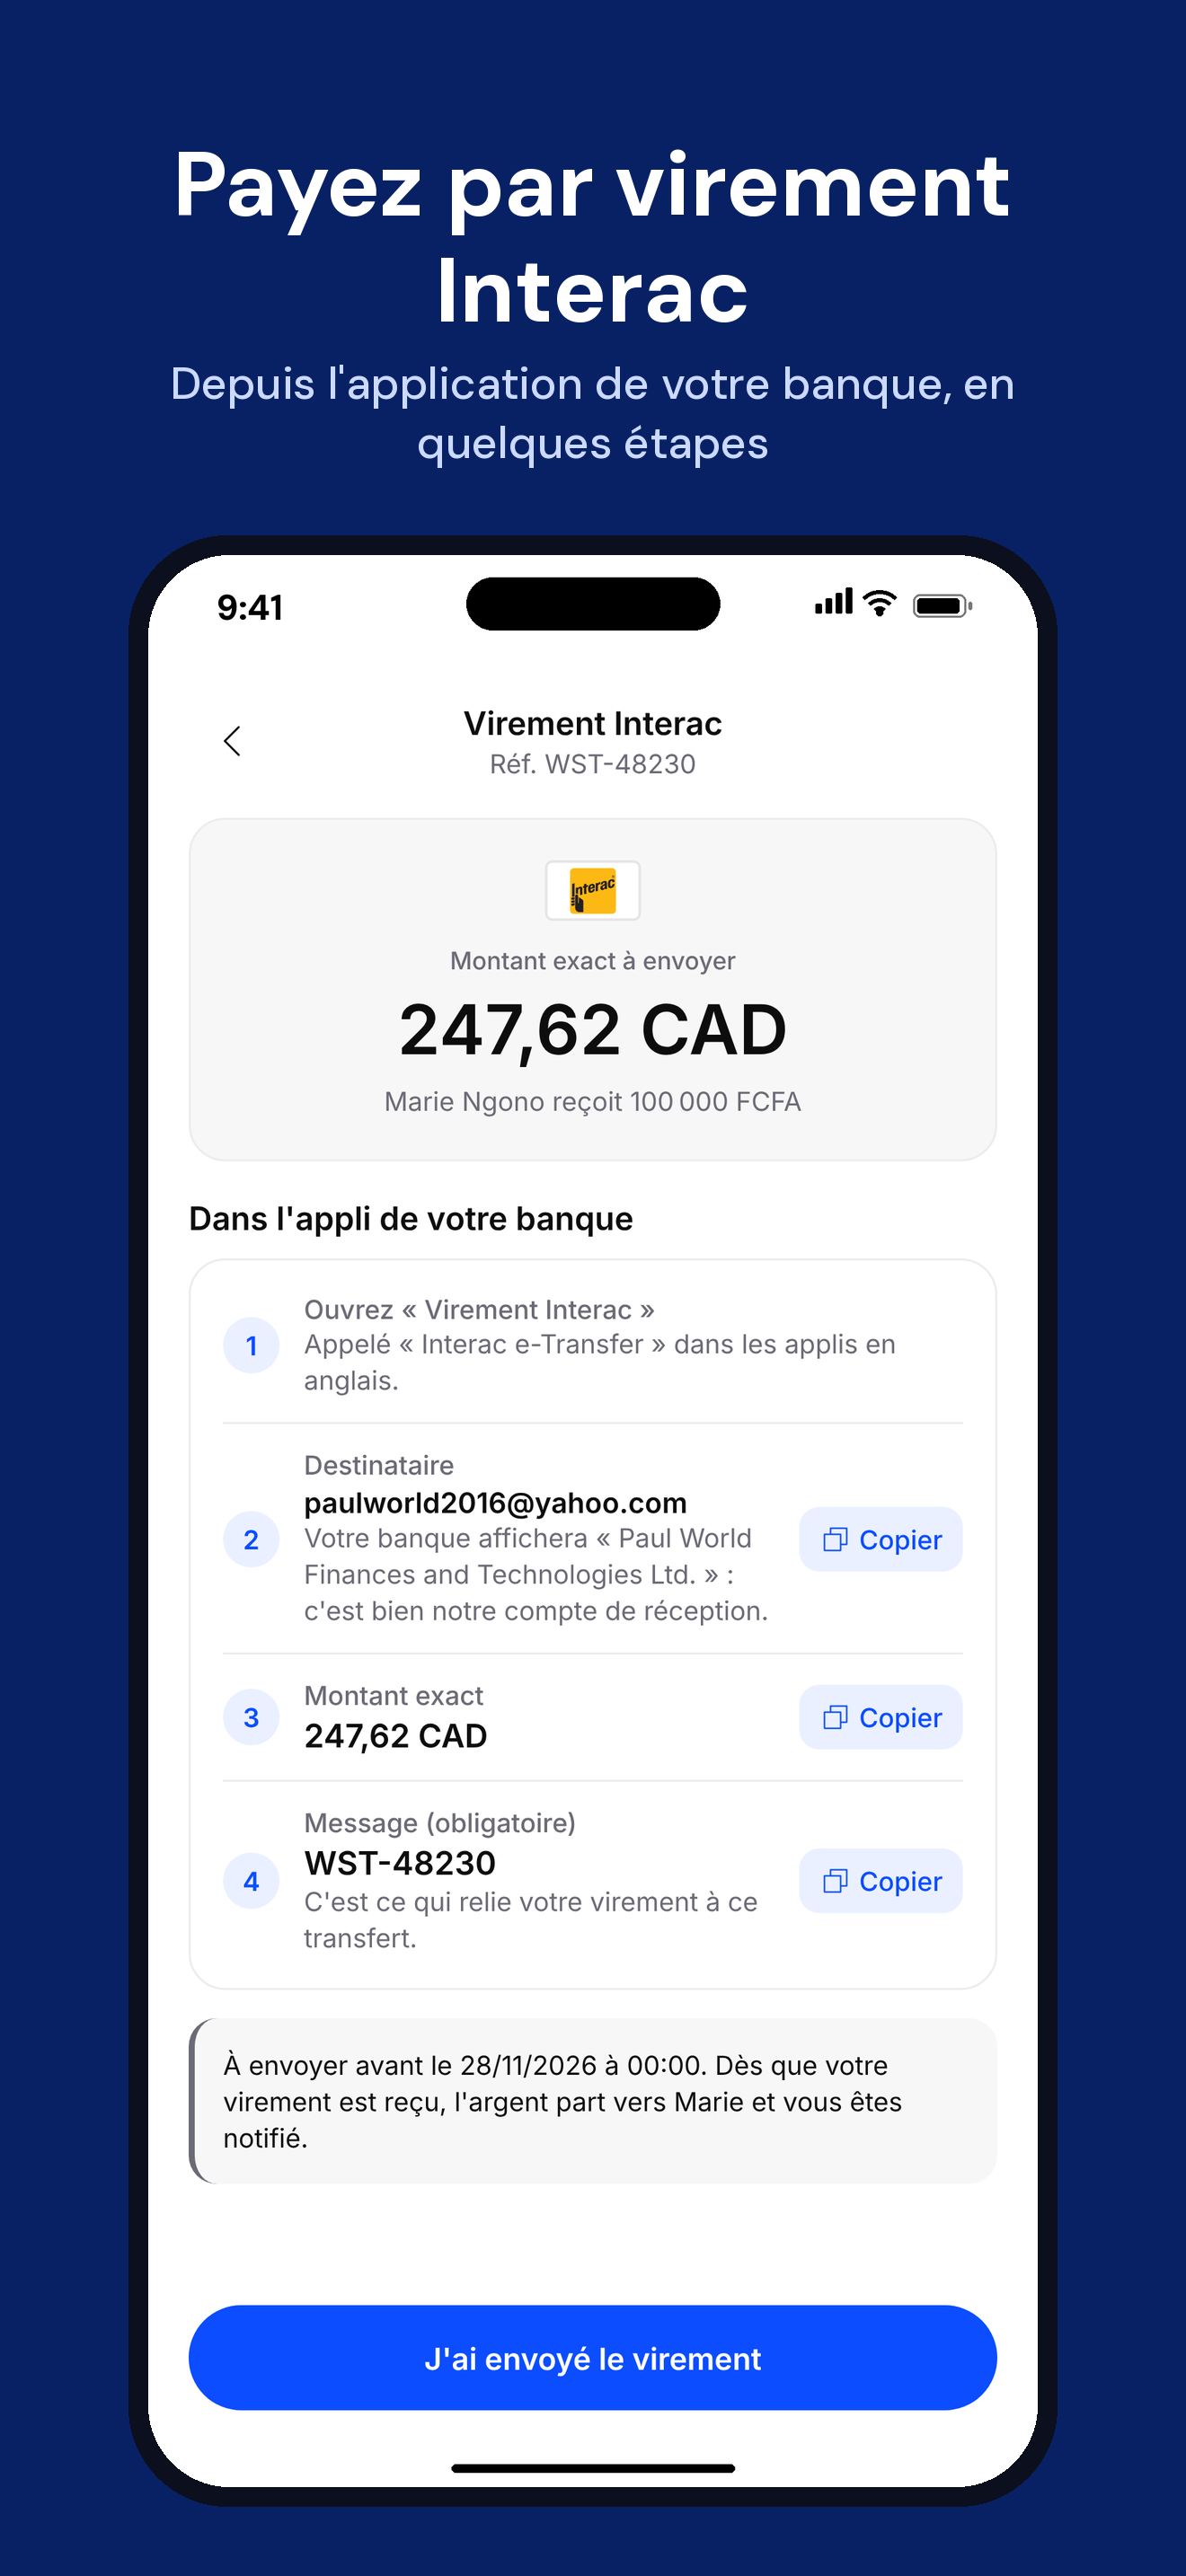 Payez par virement
Interac
Depuis l'application de votre banque, en
quelques étapes
9:41
Virement Interac
Réf. WST-48230
Interac
Montant exact à envoyer
247,62 CAD
Marie Ngono reçoit 100 000 FCFA
Dans l'appli de votre banque
1
Ouvrez « Virement Interac »
Appelé « Interac e-Transfer » dans les applis en
anglais.
2
Destinataire
paulworld2016@yahoo.com
Votre banque affichera « Paul World
Finances and Technologies Ltd. » :
c'est bien notre compte de réception.
Copier
3
Montant exact
247,62 CAD
Copier
4
Message (obligatoire)
WST-48230
C'est ce qui relie votre virement à ce
transfert.
Copier
À envoyer avant le 28/11/2026 à 00:00. Dès que votre
virement est reçu, l'argent part vers Marie et vous êtes
notifié.
J'ai envoyé le virement